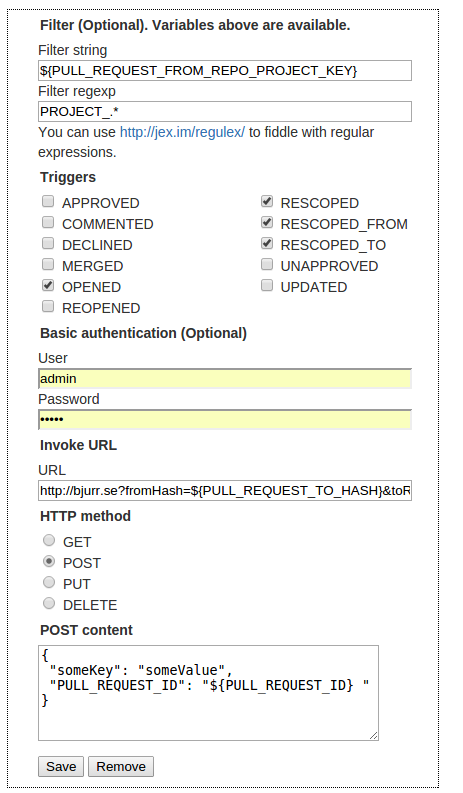 Filter (Optional). Variables above are available.
Filter string
${PULL_REQUEST_FROM_REPO_PROJECT_KEY}
Filter regexp
PROJECT_.*
You can use http://jex.im/regulex/ to fiddle with regular
expressions.
Triggers
APPROVED
COMMENTED
DECLINED
MERGED
OPENED
REOPENED
RESCOPED
RESCOPED_FROM
RESCOPED_TO
UNAPPROVED
UPDATED
Basic authentication (Optional)
User
admin
Password
•••••
Invoke URL
URL
http://bjurr.se?fromHash=${PULL_REQUEST_TO_HASH}&toR
HTTP method
GET
POST
PUT
DELETE
POST content
{
"someKey": "someValue",
"PULL_REQUEST_ID": "${PULL_REQUEST_ID} "
}
Save Remove